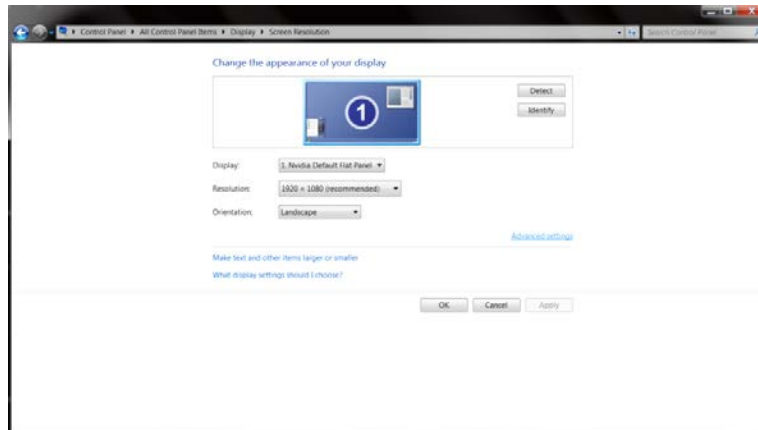 Control Panel ▸ All Control Panel Items ▸ Display ▸ Screen Resolution
Search Control Panel
Change the appearance of your display
1
Detect
Identify
Display: 1. Nvidia Default Flat Panel
Resolution: 1920 × 1080 (recommended)
Orientation: Landscape
Advanced settings
Make text and other items larger or smaller
What display settings should I choose?
OK Cancel Apply